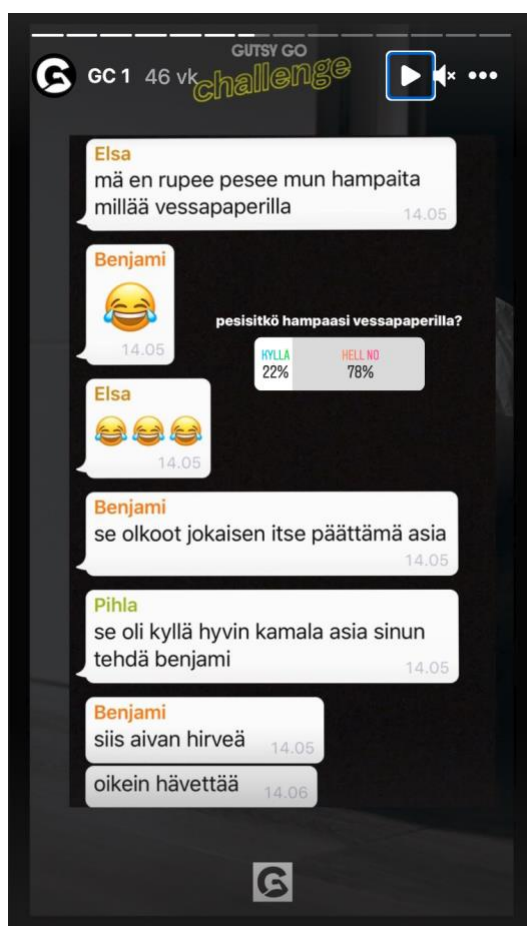 GUTSY GO
challenge
GC 1 46 vk
Elsa
mä en rupee pesee mun hampaita
millää vessapaperilla
14.05
Benjami
14.05
pesisitkö hampaasi vessapaperilla?
KYLLÄ HELL NO
22% 78%
Elsa
14.05
Benjami
se olkoot jokaisen itse päättämä asia
14.05
Pihla
se oli kyllä hyvin kamala asia sinun
tehdä benjami
14.05
Benjami
siis aivan hirveä 14.05
oikein hävettää 14.06